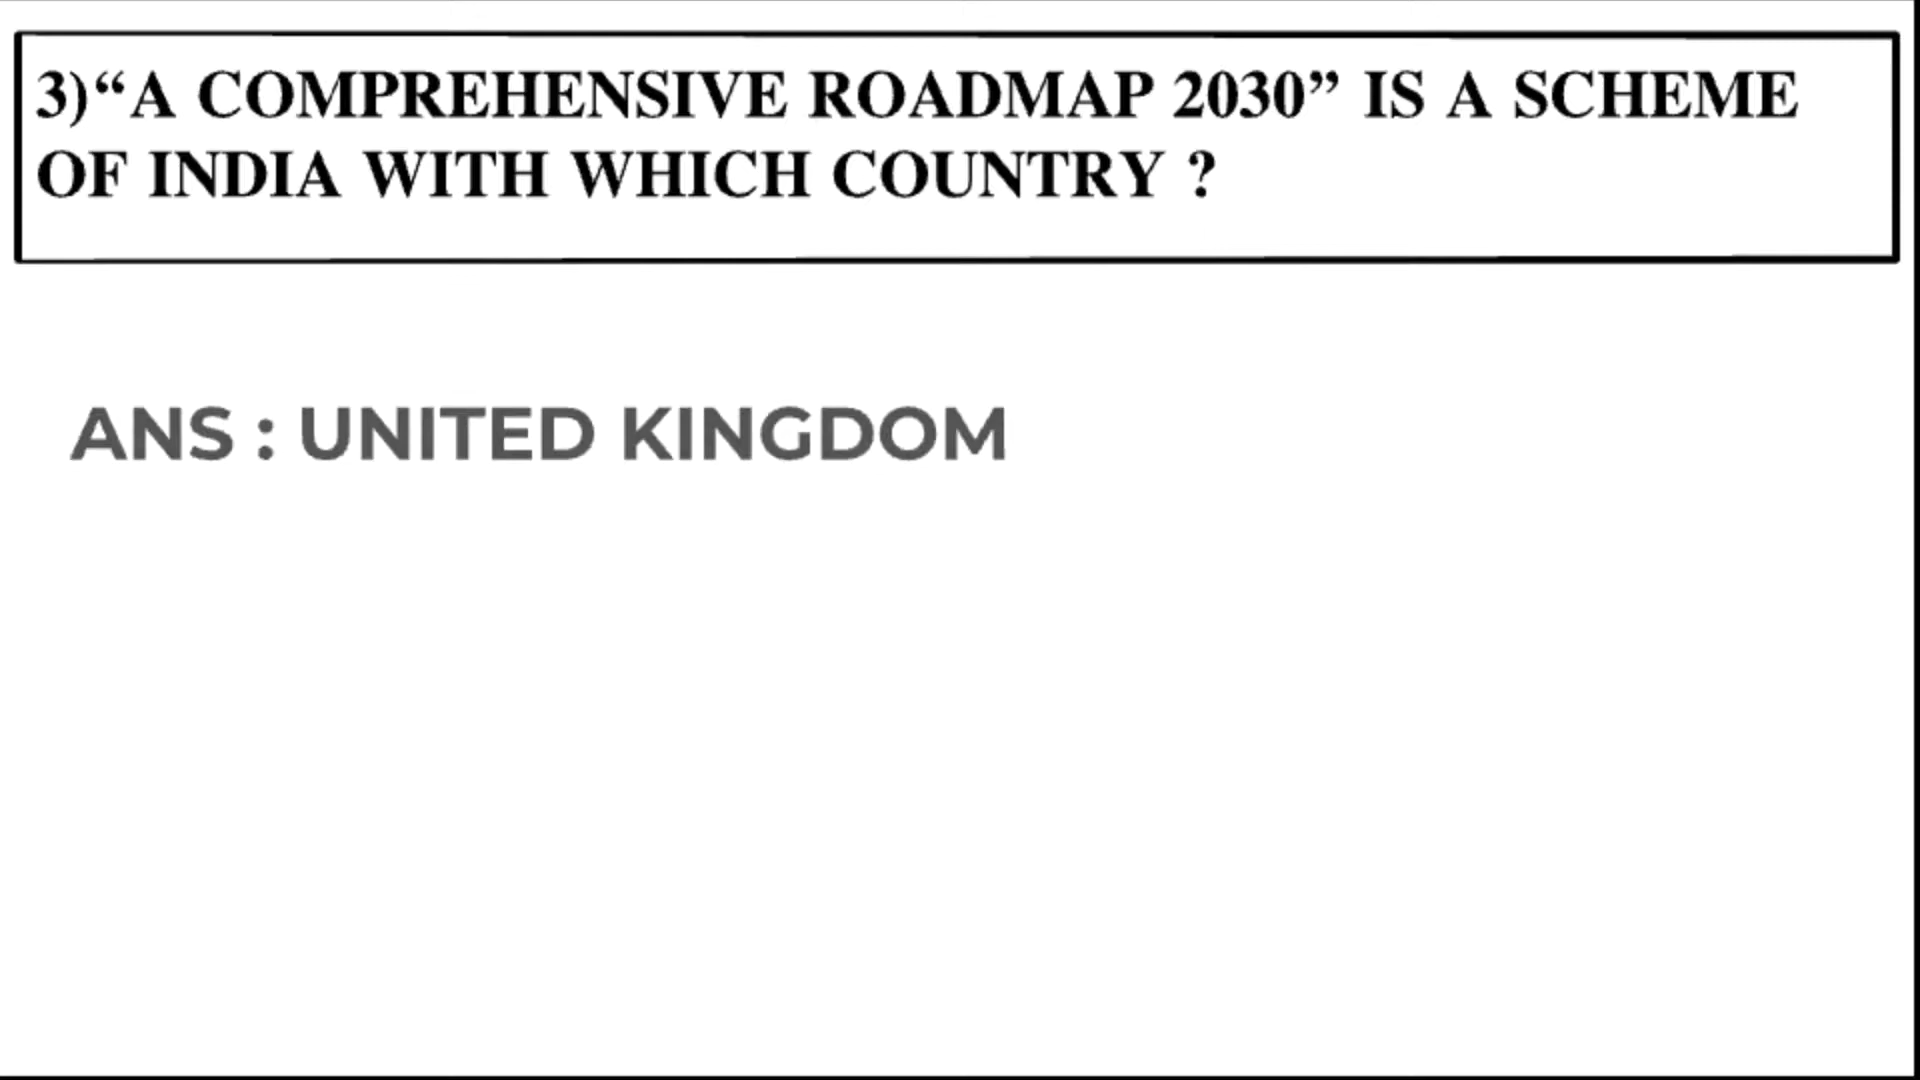 3)“A COMPREHENSIVE ROADMAP 2030” IS A SCHEME
OF INDIA WITH WHICH COUNTRY ?
ANS : UNITED KINGDOM